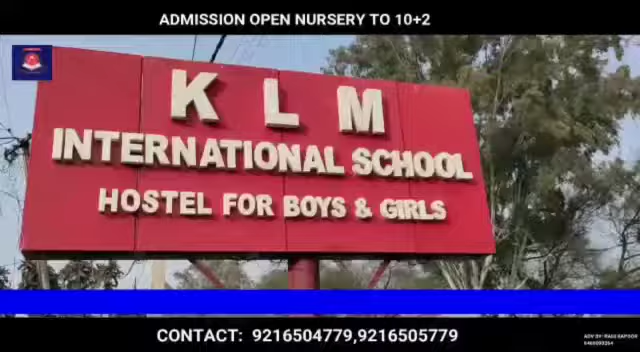 ADMISSION OPEN NURSERY TO 10+2
K L M
INTERNATIONAL SCHOOL
HOSTEL FOR BOYS & GIRLS
CONTACT: 9216504779,9216505779